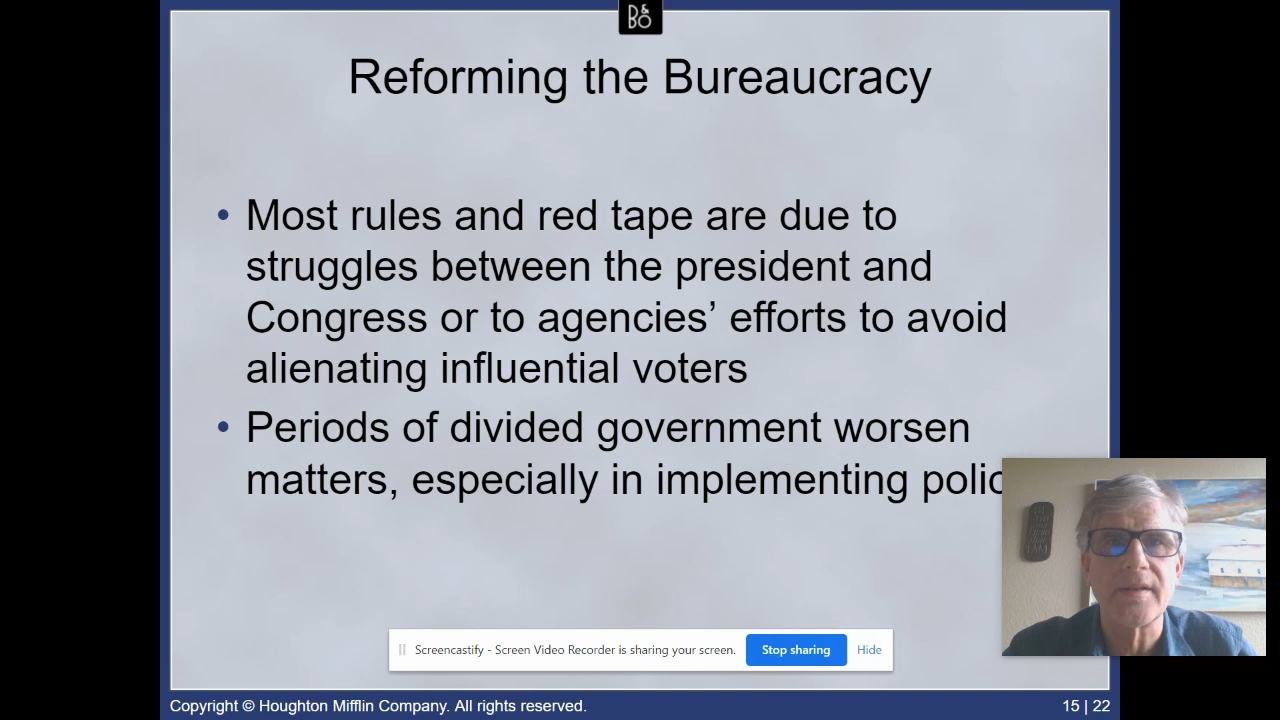 D&
BO
Reforming the Bureaucracy
• Most rules and red tape are due to
struggles between the president and
Congress or to agencies’ efforts to avoid
alienating influential voters
• Periods of divided government worsen
matters, especially in implementing polic
Screencastify - Screen Video Recorder is sharing your screen.
Stop sharing
Hide
Copyright © Houghton Mifflin Company. All rights reserved.
15 | 22